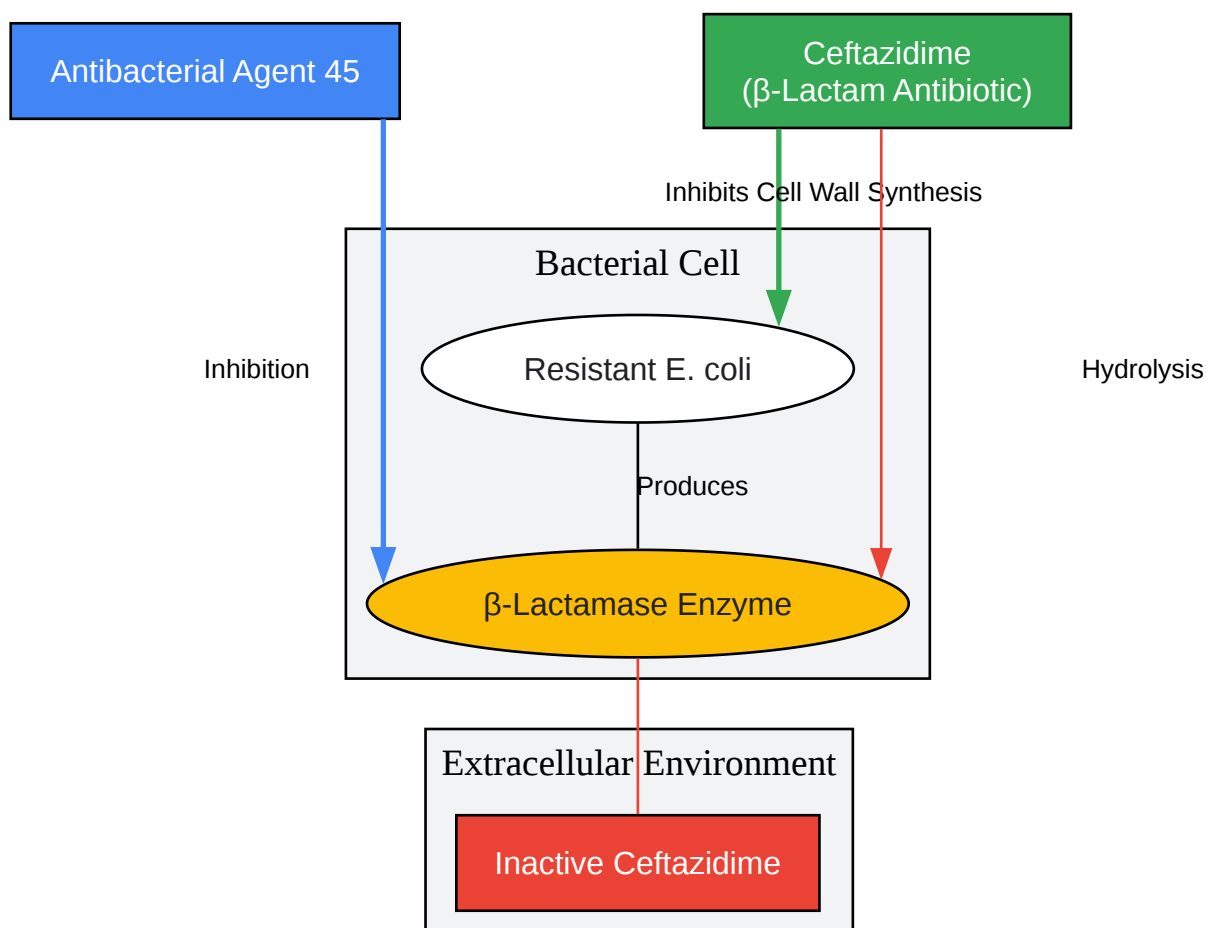 Antibacterial Agent 45
Ceftazidime
(β-Lactam Antibiotic)
Inhibits Cell Wall Synthesis
Bacterial Cell
Inhibition
Resistant E. coli
Hydrolysis
Produces
β-Lactamase Enzyme
Extracellular Environment
Inactive Ceftazidime